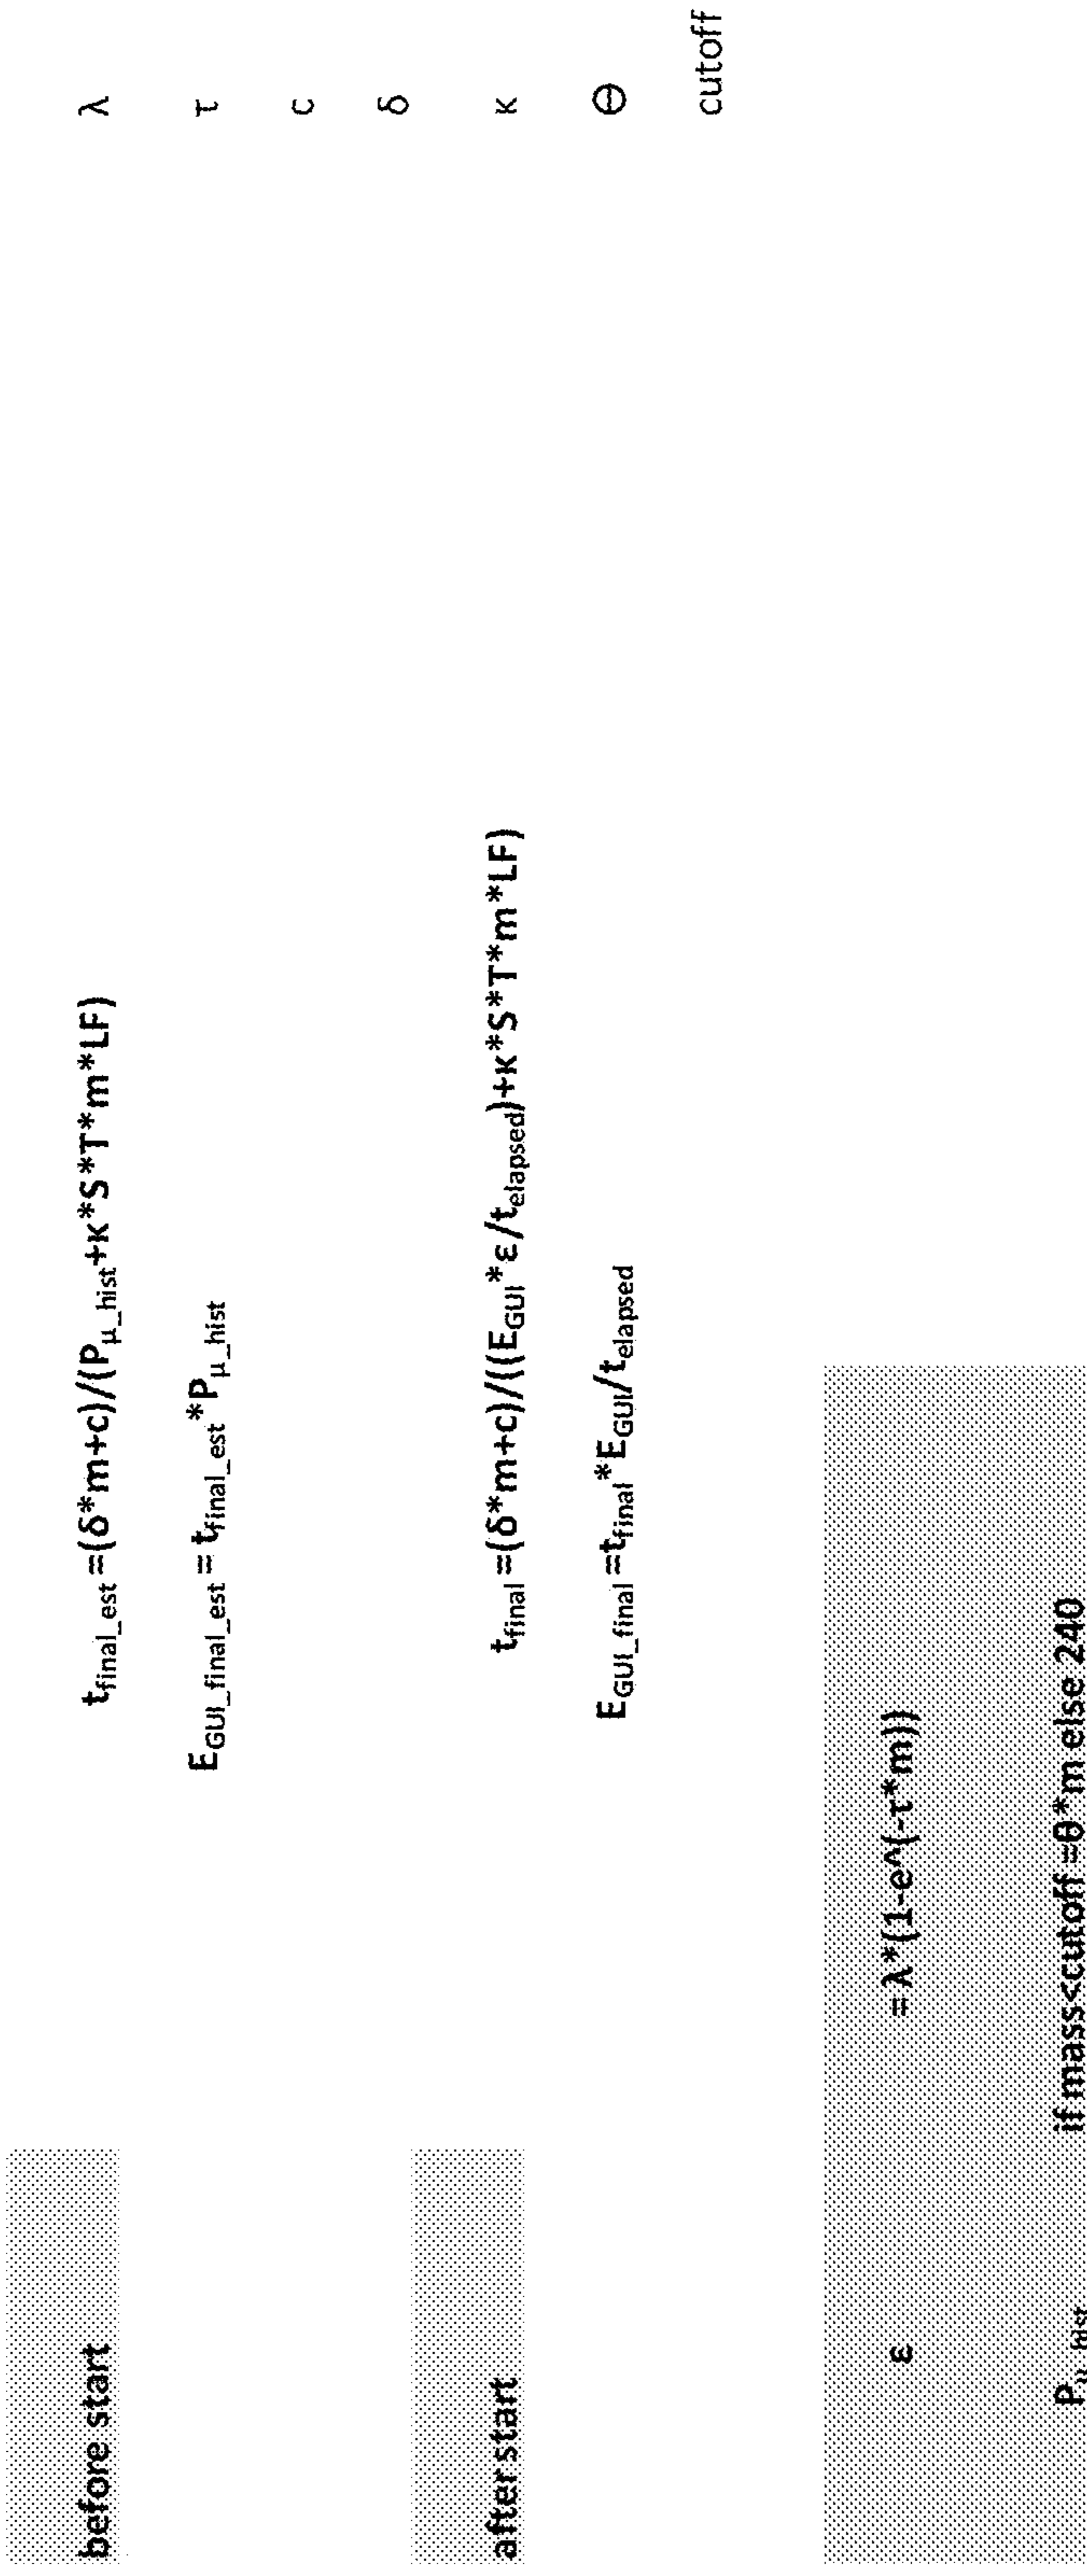 before start t_final_est =(δ*m+c)/(P_μ_hist+κ*S*T*m*LF) λ
E_GUI_final_est = t_final_est*P_μ_hist τ
c
δ
after start t_final =(δ*m+c)/((E_GUI*ε/t_elapsed)+κ*S*T*m*LF) κ
E_GUI_final =t_final*E_GUI/t_elapsed Θ
cutoff
ε =λ*(1-e^(-τ*m))
P_μ_hist if mass<cutoff =θ*m else 240